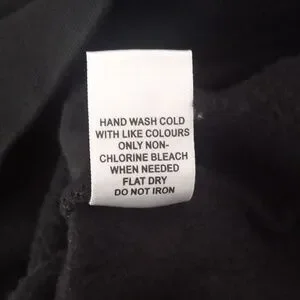 HAND WASH COLD
WITH LIKE COLOURS
ONLY NON-
CHLORINE BLEACH
WHEN NEEDED
FLAT DRY
DO NOT IRON